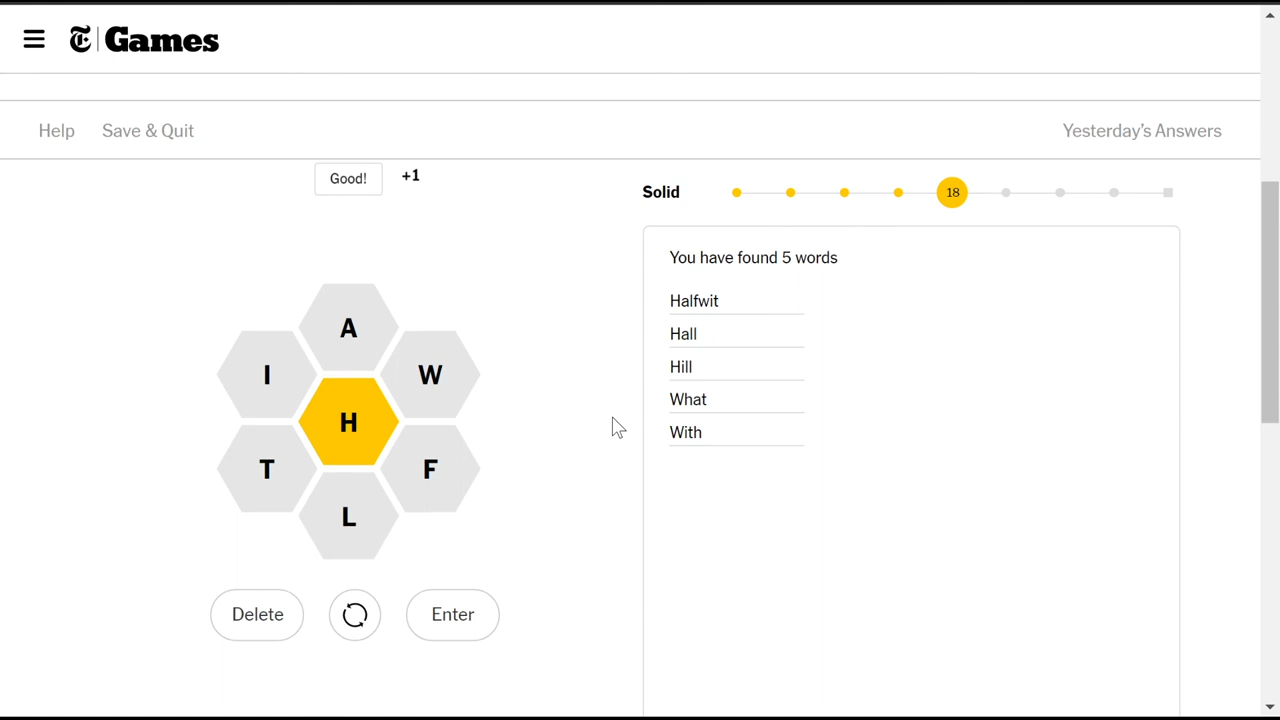 T Games
Help Save & Quit Yesterday's Answers
Good! +1
Solid 18
You have found 5 words
Halfwit
Hall
Hill
What
With
A
I W
H
T F
L
Delete Enter